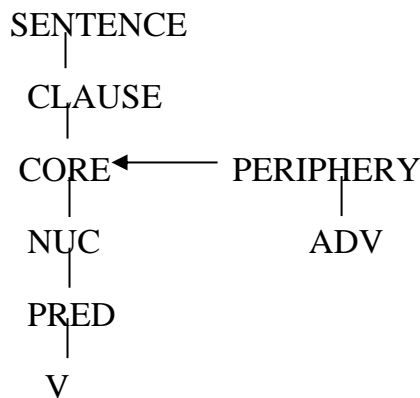 SENTENCE
CLAUSE
CORE PERIPHERY
NUC ADV
PRED
V